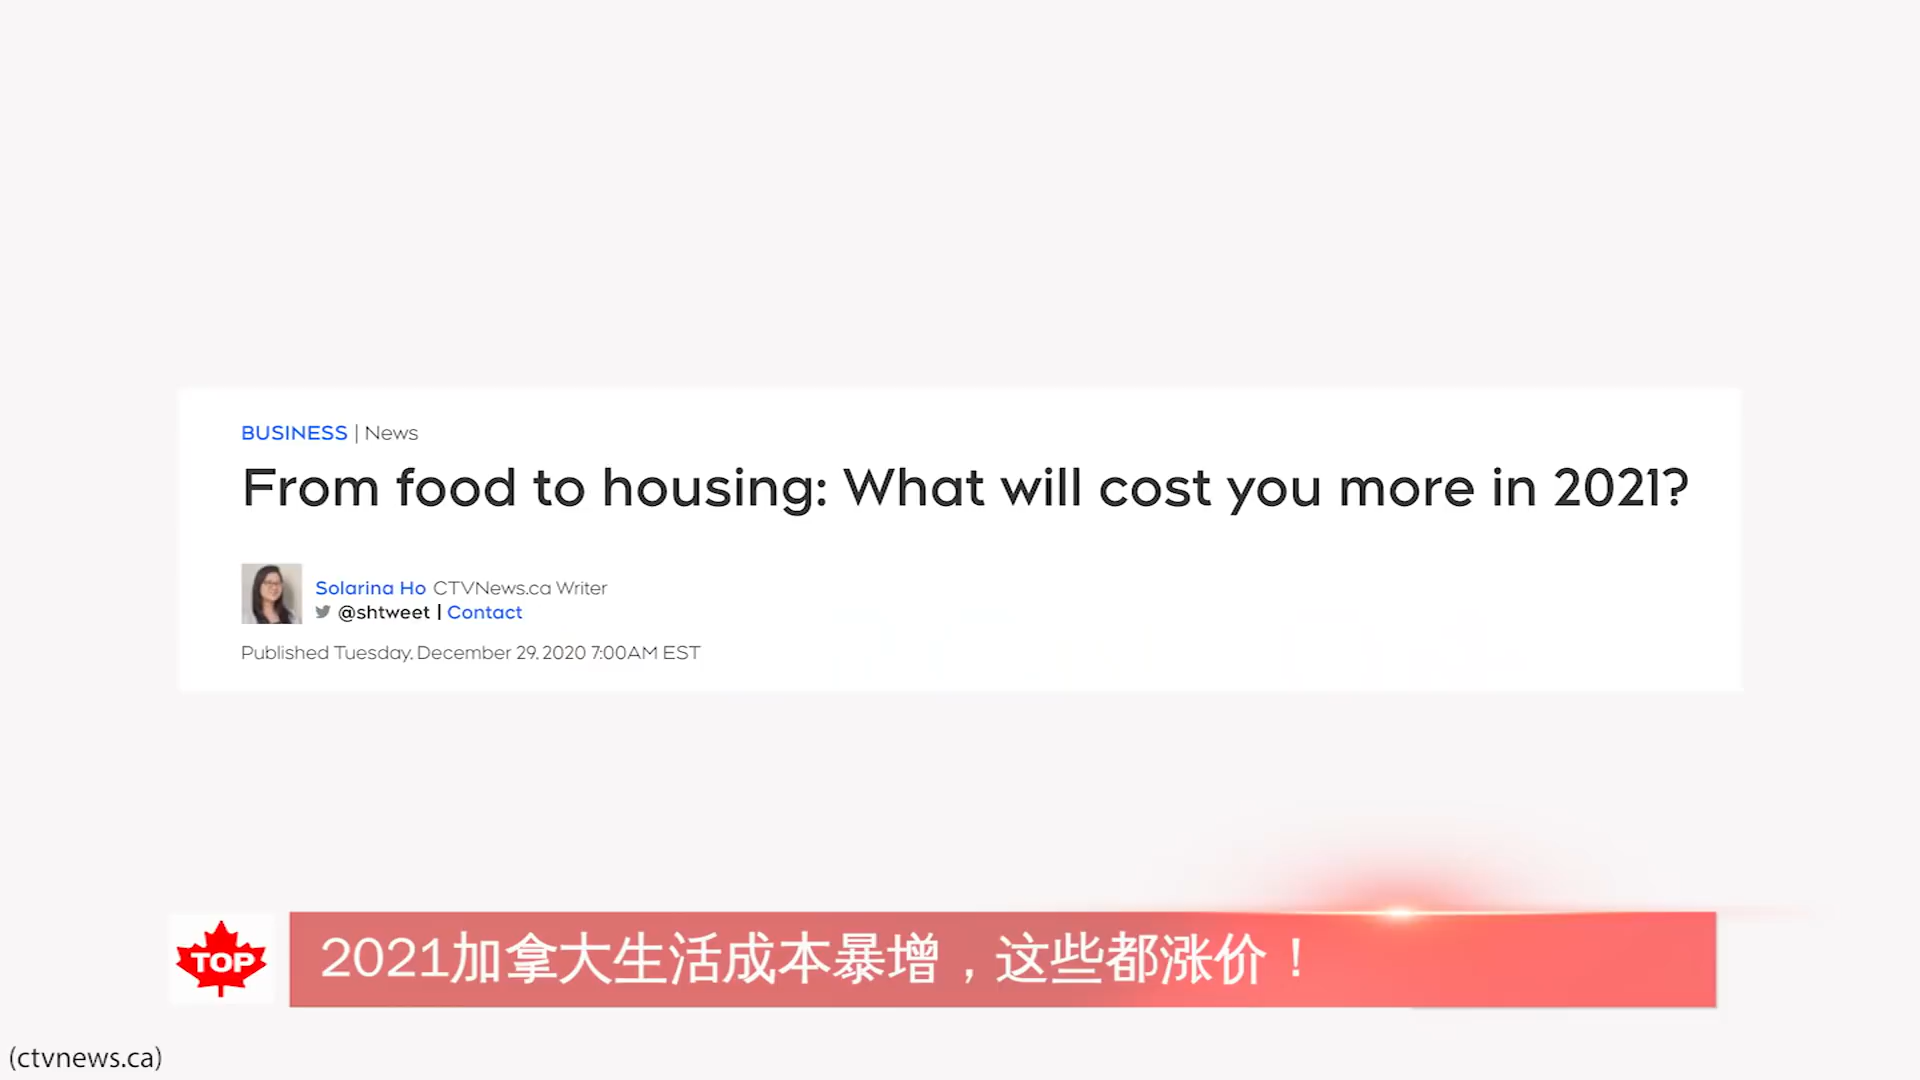 BUSINESS | News
From food to housing: What will cost you more in 2021?
Solarina Ho CTVNews.ca Writer
@shtweet | Contact
Published Tuesday, December 29, 2020 7:00AM EST
TOP
2021加拿大生活成本暴增，这些都涨价！
(ctvnews.ca)